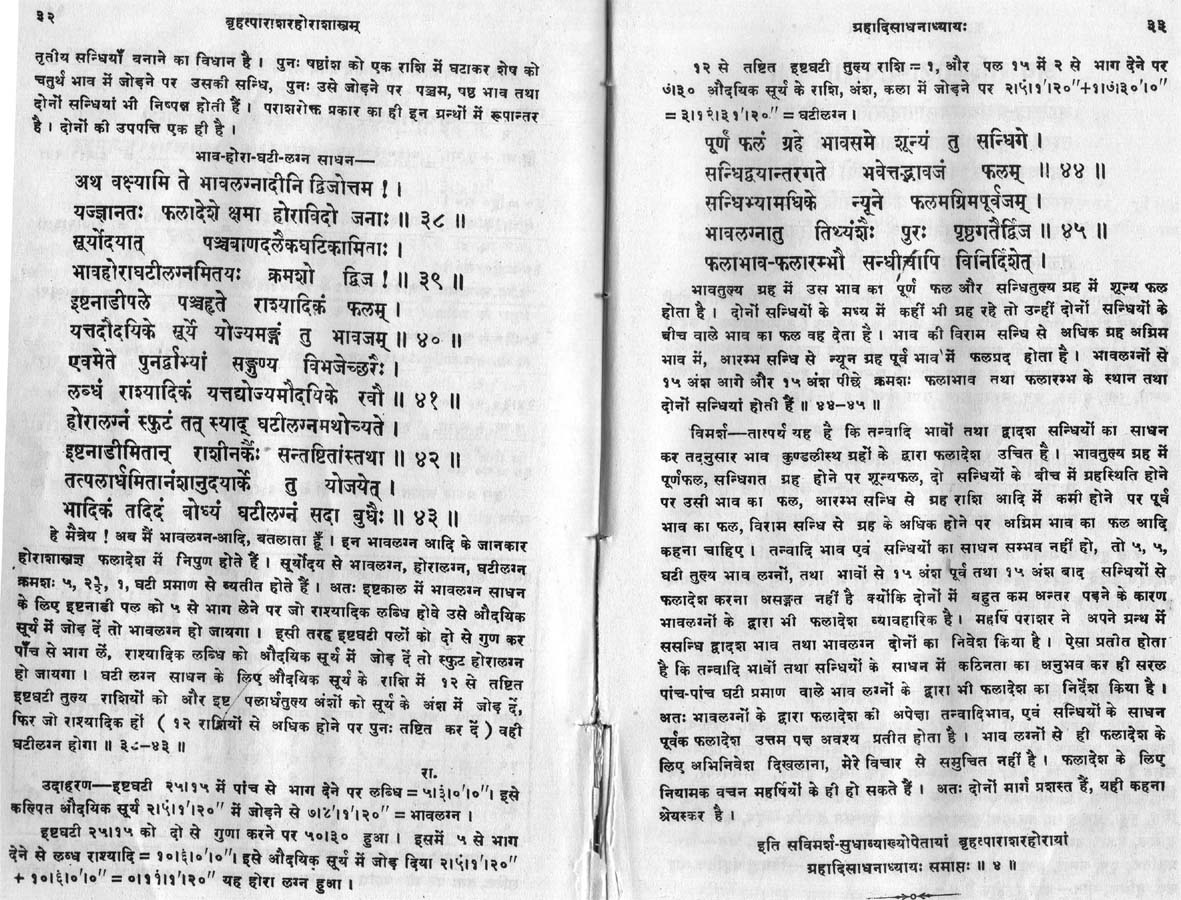 ३२
बृहत्पाराशरहोराशास्त्रम्
तृतीय सन्धियाँ बनाने का विधान है । पुनः षष्ठांश को एक राशि में घटाकर शेष को
चतुर्थ भाव में जोड़ने पर उसकी सन्धि, पुनः उसे जोड़ने पर पञ्चम, षष्ठ भाव तथा
दोनों सन्धियां भी निष्पन्न होती हैं । पराशरोक्त प्रकार का ही इन ग्रन्थों में रूपान्तर
है । दोनों की उपपत्ति एक ही है ।
भाव-होरा-घटी-लग्न साधन—
अथ वक्ष्यामि ते भावलग्नादीनि द्विजोत्तम ! ।
यज्ज्ञानतः फलादेशे क्षमा होराविदो जनाः ॥ ३८ ॥
सूर्योदयात् पञ्चबाणदलैकघटिकामिताः ।
भावहोराघटीलग्नमितयः क्रमशो द्विज ! ॥ ३९ ॥
इष्टनाडीपले पञ्चहृते राश्यादिकं फलम् ।
यत्तदौदयिके सूर्ये योज्यमङ्गं तु भावजम् ॥ ४० ॥
एवमेते पुनर्द्वाभ्यां सङ्गुण्य विभजेच्छरैः ।
लब्धं राश्यादिकं यत्तद्योज्यमौदयिके रवौ ॥ ४१ ॥
होरालग्नं स्फुटं तत् स्याद् घटीलग्नमथोच्यते ।
इष्टनाडीमितान् राशीनर्कैः सन्तष्टितांस्तथा ॥ ४२ ॥
तत्पलार्धमितानंशानुदयार्के तु योजयेत् ।
भादिकं तदिदं बोध्यं घटीलग्नं सदा बुधैः ॥ ४३ ॥
हे मैत्रेय ! अब मैं भावलग्न-आदि, बतलाता हूँ । इन भावलग्न आदि के जानकार
होराशास्त्रज्ञ फलादेश में निपुण होते हैं । सूर्योदय से भावलग्न, होरालग्न, घटीलग्न
क्रमशः ५, २३ु, १, घटी प्रमाण से व्यतीत होते हैं । अतः इष्टकाल में भावलग्न साधन
के लिए इष्टनाडी पल को ५ से भाग लेने पर जो राश्यादिक लब्धि होवे उसे औदयिक
सूर्य में जोड़ दें तो भावलग्न हो जायगा । इसी तरह इष्टघटी पलों को दो से गुण कर
पाँच से भाग लें, राश्यादिक लब्धि को औदयिक सूर्य में जोड़ दें तो स्फुट होरालग्न
हो जायगा । घटी लग्न साधन के लिए औदयिक सूर्य के राशि में १२ से तष्टित
इष्टघटी तुल्य राशियों को और इष्ट पलार्धतुल्य अंशों को सूर्य के अंश में जोड़ दें,
फिर जो राश्यादिक हों ( १२ राशियों से अधिक होने पर पुनः तष्टित कर दें ) वही
घटीलग्न होगा ॥ ३८-४३ ॥
रा.
उदाहरण—इष्टघटी २५।१५ में पांच से भाग देने पर लब्धि = ५।३ं।०'।०'' । इसे
कल्पित औदयिक सूर्य २।५ं।१'।२०'' में जोड़ने से ७।८ं'।१'।२०'' = भावलग्न ।
इष्टघटी २५।१५ को दो से गुणा करने पर ५०।३० हुआ । इसमें ५ से भाग
देने से लब्ध राश्यादि = १०।६ं।०'।०'' । इसे औदयिक सूर्य में जोड़ दिया २।५ं।१'।२०''
+ १०।६ं।०'।०'' = ०।११ं।१'।२०'' यह होरा लग्न हुआ ।
ग्रहादिसाधनाध्यायः
३३
१२ से तष्टित इष्टघटी तुल्य राशि = १, और पल १५ में २ से भाग देने पर
७।३० औदयिक सूर्य के राशि, अंश, कला में जोड़ने पर २।५ं।१'।२०''+१।७ं।३०'।०''
= ३।१२ं।३१'।२०'' = घटीलग्न ।
पूर्णं फलं ग्रहे भावसमे शून्यं तु सन्धिगे ।
सन्धिद्वयान्तरगते भवेत्तद्भावजं फलम् ॥ ४४ ॥
सन्धिभ्यामधिके न्यूने फलमग्रिमपूर्वजम् ।
भावलग्नातु तिथ्यंशैः पुरः पृष्ठगतैर्द्विज ॥ ४५ ॥
फलाभाव-फलारम्भौ सन्धीर्चापि विनिर्दिशेत् ।
भावतुल्य ग्रह में उस भाव का पूर्ण फल और सन्धितुल्य ग्रह में शून्य फल
होता है । दोनों सन्धियों के मध्य में कहीं भी ग्रह रहे तो उन्हीं दोनों सन्धियों के
बीच वाले भाव का फल वह देता है । भाव की विराम सन्धि से अधिक ग्रह अग्रिम
भाव में, आरम्भ सन्धि से न्यून ग्रह पूर्व भाव में फलप्रद होता है । भावलग्नों से
१५ अंश आगे और १५ अंश पीछे क्रमशः फलाभाव तथा फलारम्भ के स्थान तथा
दोनों सन्धियां होती हैं ॥ ४४-४५ ॥
विमर्श—तात्पर्य यह है कि तन्वादि भावों तथा द्वादश सन्धियों का साधन
कर तदनुसार भाव कुण्डलीस्थ ग्रहों के द्वारा फलादेश उचित है । भावतुल्य ग्रह में
पूर्णफल, सन्धिगत ग्रह होने पर शून्यफल, दो सन्धियों के बीच में ग्रहस्थिति होने
पर उसी भाव का फल, आरम्भ सन्धि से ग्रह राशि आदि में कमी होने पर पूर्व
भाव का फल, विराम सन्धि से ग्रह के अधिक होने पर अग्रिम भाव का फल आदि
कहना चाहिए । तन्वादि भाव एवं सन्धियों का साधन सम्भव नहीं हो, तो ५, ५,
घटी तुल्य भाव लग्नों, तथा भावों से १५ अंश पूर्व तथा १५ अंश बाद सन्धियों से
फलादेश करना असङ्गत नहीं है क्योंकि दोनों में बहुत कम अन्तर पड़ने के कारण
भावलग्नों के द्वारा भी फलादेश व्यावहारिक है । महर्षि पाराशर ने अपने ग्रन्थ में
ससन्धि द्वादश भाव तथा भावलग्न दोनों का निवेश किया है । ऐसा प्रतीत होता
है कि तन्वादि भावों तथा सन्धियों के साधन में कठिनता का अनुभव कर ही सरल
पांच-पांच घटी प्रमाण वाले भाव लग्नों के द्वारा भी फलादेश का निर्देश किया है ।
अतः भावलग्नों के द्वारा फलादेश की अपेक्षा तन्वादिभाव, एवं सन्धियों के साधन
पूर्वक फलादेश उत्तम पक्ष अवश्य प्रतीत होता है । भाव लग्नों से ही फलादेश के
लिए अभिनिवेश दिखलाना, मेरे विचार से समुचित नहीं है । फलादेश के लिए
नियामक वचन महर्षियों के ही हो सकते हैं । अतः दोनों मार्ग प्रशस्त हैं, यही कहना
श्रेयस्कर है ।
इति सविमर्श-सुधाव्याख्योपेतायां बृहत्पाराशरहोरायां
ग्रहादिसाधनाध्यायः समाप्तः ॥ ४ ॥